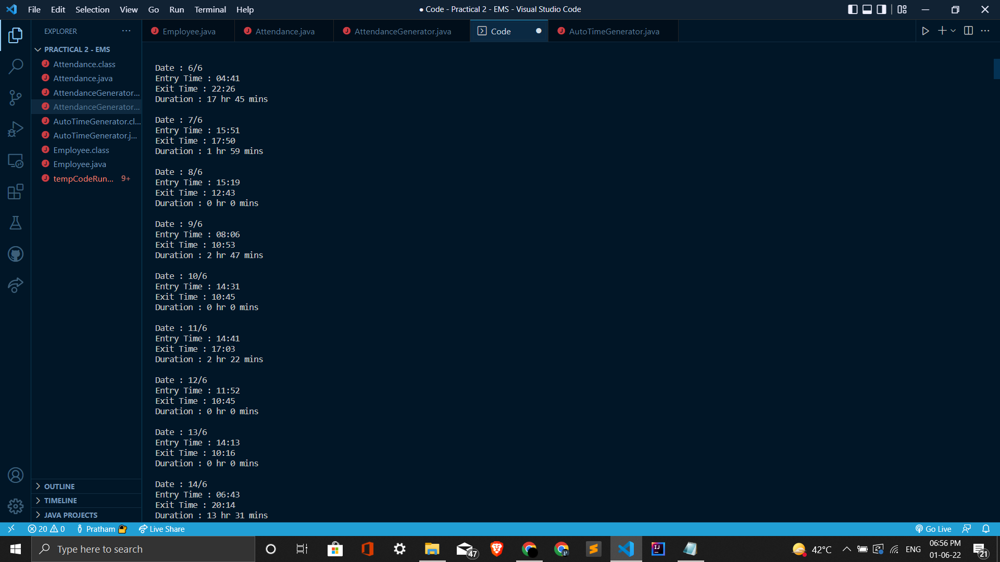 File Edit Selection View Go Run Terminal Help
● Code - Practical 2 - EMS - Visual Studio Code
EXPLORER ···
Employee.java Attendance.java AttendanceGenerator.java Code AutoTimeGenerator.java
PRACTICAL 2 - EMS
Attendance.class
Attendance.java
AttendanceGenerator...
AttendanceGenerator...
AutoTimeGenerator.cl...
AutoTimeGenerator.j...
Employee.class
Employee.java
tempCodeRun... 9+
OUTLINE
TIMELINE
JAVA PROJECTS
Date : 6/6
Entry Time : 04:41
Exit Time : 22:26
Duration : 17 hr 45 mins
Date : 7/6
Entry Time : 15:51
Exit Time : 17:50
Duration : 1 hr 59 mins
Date : 8/6
Entry Time : 15:19
Exit Time : 12:43
Duration : 0 hr 0 mins
Date : 9/6
Entry Time : 08:06
Exit Time : 10:53
Duration : 2 hr 47 mins
Date : 10/6
Entry Time : 14:31
Exit Time : 10:45
Duration : 0 hr 0 mins
Date : 11/6
Entry Time : 14:41
Exit Time : 17:03
Duration : 2 hr 22 mins
Date : 12/6
Entry Time : 11:52
Exit Time : 10:45
Duration : 0 hr 0 mins
Date : 13/6
Entry Time : 14:13
Exit Time : 10:16
Duration : 0 hr 0 mins
Date : 14/6
Entry Time : 06:43
Exit Time : 20:14
Duration : 13 hr 31 mins
20 0 Pratham Live Share Go Live
Type here to search
47
42°C ENG
06:56 PM
01-06-22
21